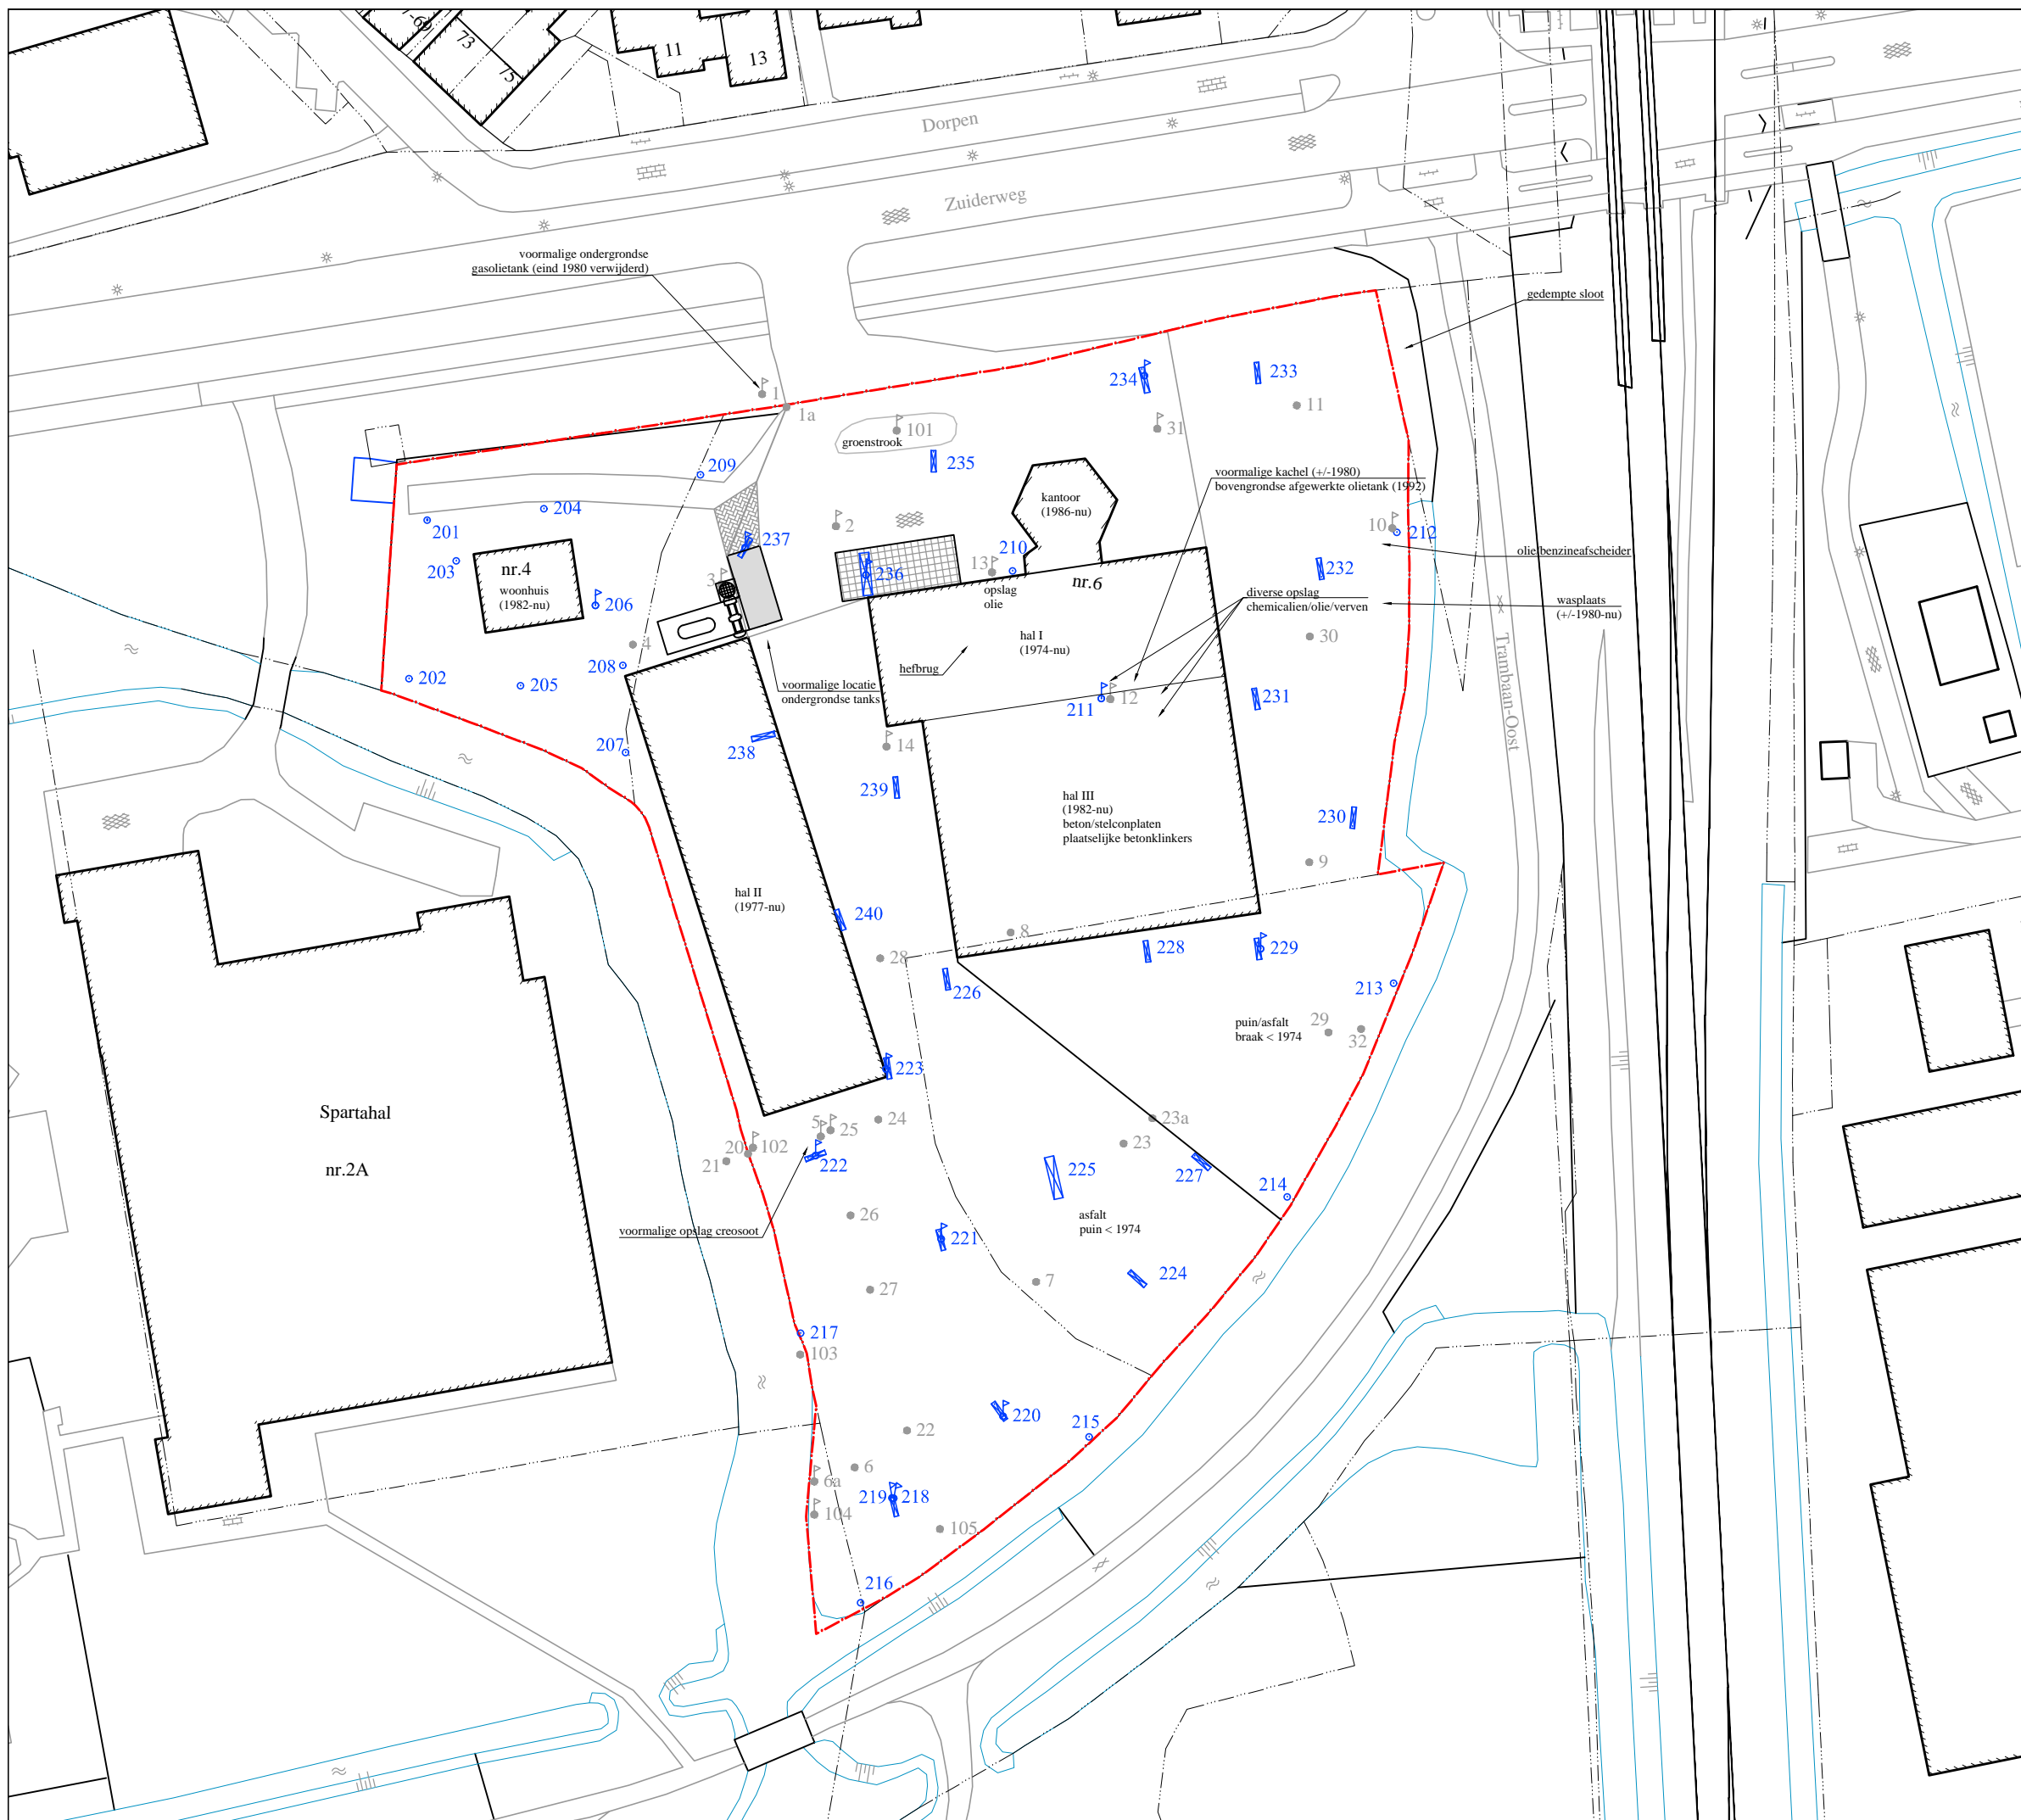 -69
73
75
11
13
Dorpen
Zuiderweg
voormalige ondergrondse
gasolietank (eind 1980 verwijderd)
gedempte sloot
1
1a
101
groenstrook
234
233
11
31
235
209
204
201
203
voormalige kachel (+/-1980)
bovengrondse afgewerkte olietank (1992)
kantoor
(1986-nu)
2
10
212
237
236
13
210
olie/benzineafscheider
232
nr.4
woonhuis
(1982-nu)
206
3
opslag
olie
nr.6
diverse opslag
chemicalien/olie/verven
wasplaats
(+/-1980-nu)
30
4
hal I
(1974-nu)
hefbrug
208
202
205
voormalige locatie
ondergrondse tanks
211
12
231
Trambaan-Oost
207
238
14
239
hal III
(1982-nu)
beton/stelconplaten
plaatselijke betonklinkers
230
9
hal II
(1977-nu)
240
8
28
226
228
229
213
puin/asfalt
braak < 1974
29
32
223
Spartahal
nr.2A
24
5
25
20
102
21
222
23a
23
225
227
214
26
asfalt
puin < 1974
voormalige opslag creosoot
221
27
7
224
217
103
220
215
22
6
6a
219
218
104
105
216